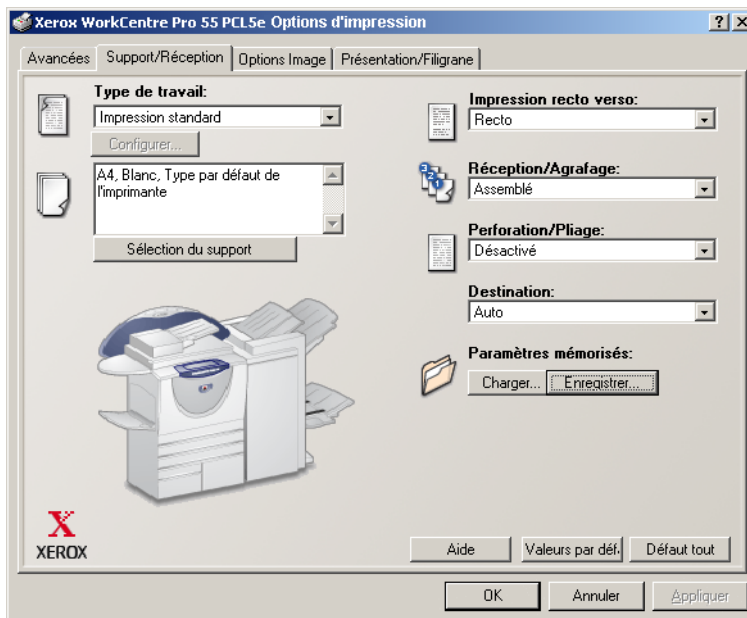 Xerox WorkCentre Pro 55 PCL5e Options d'impression
Avancées
Support/Réception
Options Image
Présentation/Filigrane
Type de travail:
Impression standard
Configurer...
A4, Blanc, Type par défaut de
l'imprimante
Sélection du support
Impression recto verso:
Recto
Réception/Agrafage:
Assemblé
Perforation/Pliage:
Désactivé
Destination:
Auto
Paramètres mémorisés:
Charger...
Enregistrer...
X
XEROX
Aide
Valeurs par déf.
Défaut tout
OK
Annuler
Appliquer